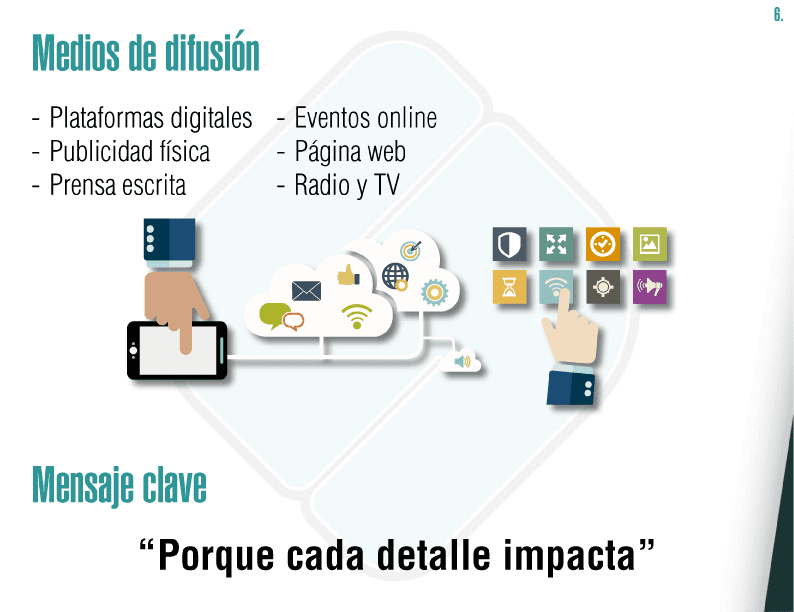 6.
Medios de difusión
- Plataformas digitales
- Publicidad física
- Prensa escrita
- Eventos online
- Página web
- Radio y TV
Mensaje clave
“Porque cada detalle impacta”